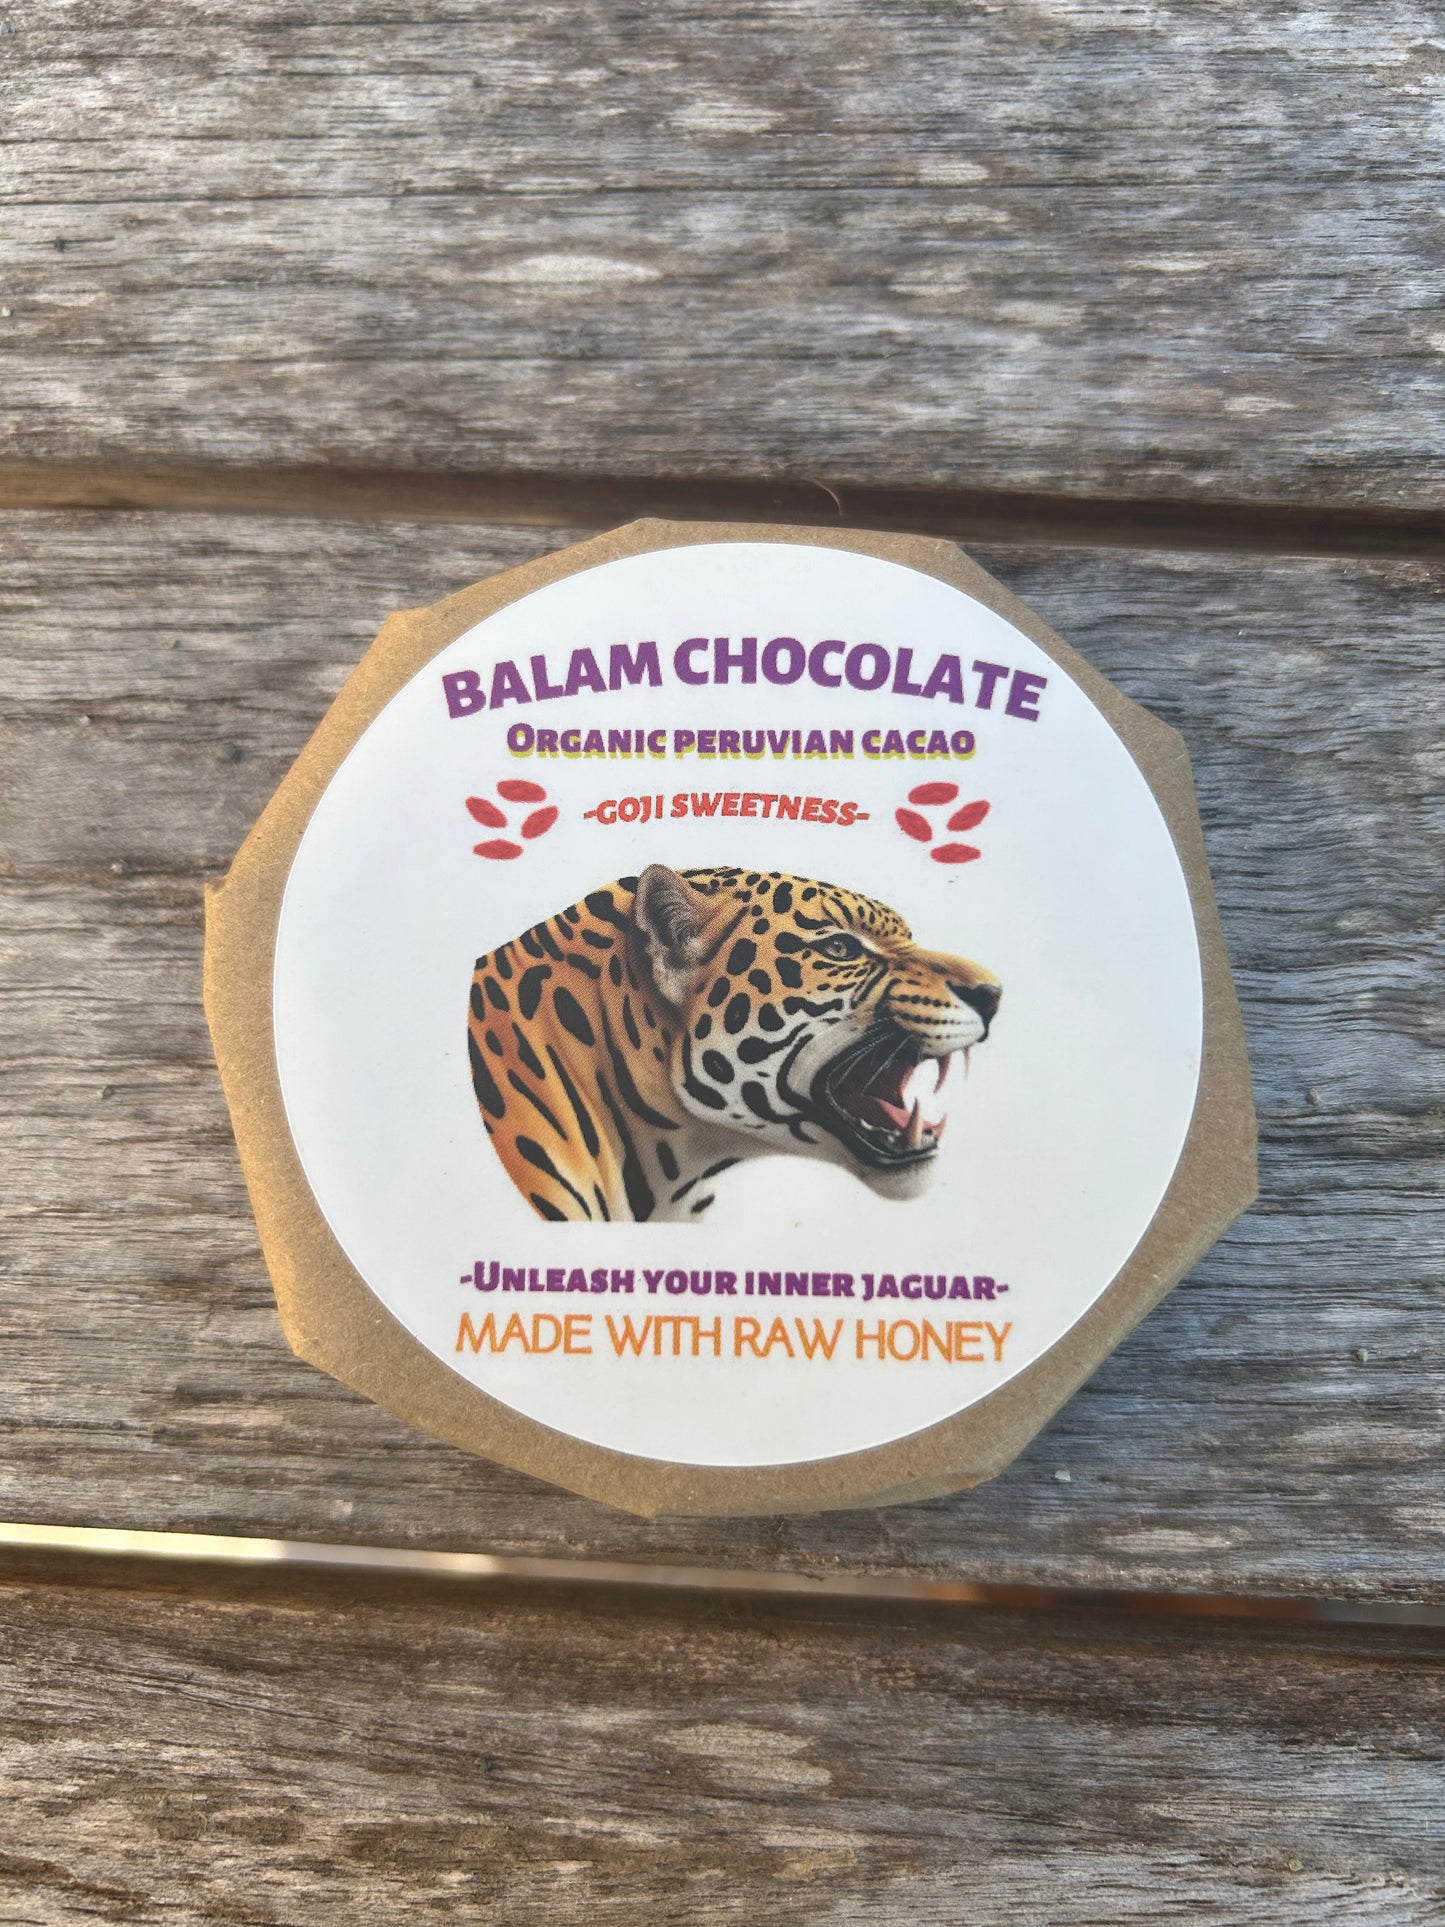 BALAM CHOCOLATE
ORGANIC PERUVIAN CACAO
-GOJI SWEETNESS-
-UNLEASH YOUR INNER JAGUAR-
MADE WITH RAW HONEY